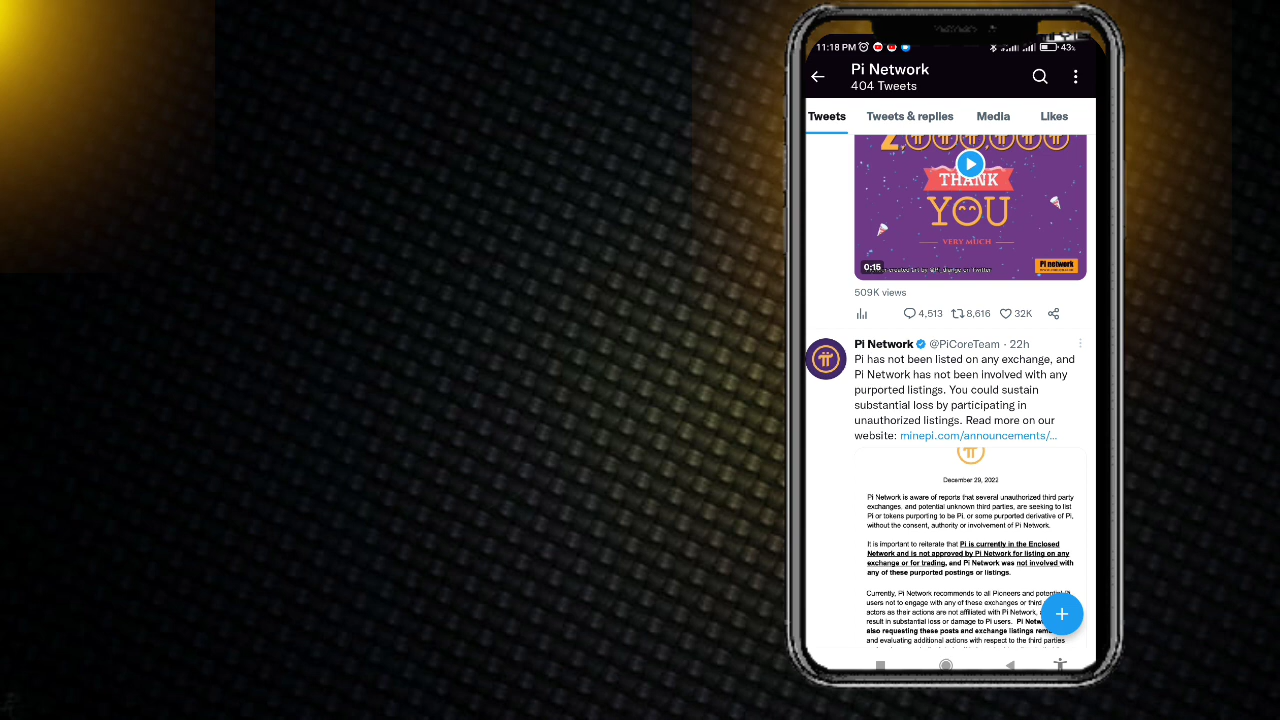 11:18 PM
43%
Pi Network
404 Tweets
Tweets Tweets & replies Media Likes
THANK
YOU
VERY MUCH
0:15
Pi network
509K views
4,513 8,616 32K
Pi Network @PiCoreTeam · 22h
Pi has not been listed on any exchange, and
Pi Network has not been involved with any
purported listings. You could sustain
substantial loss by participating in
unauthorized listings. Read more on our
website: minepi.com/announcements/...
December 29, 2022
Pi Network is aware of reports that several unauthorized third party
exchanges, and potential unknown third parties, are seeking to list
Pi or tokens purporting to be Pi, or some purported derivative of Pi,
without the consent, authority or involvement of Pi Network.
It is important to reiterate that Pi is currently in the Enclosed
Network and is not approved by Pi Network for listing on any
exchange or for trading, and Pi Network was not involved with
any of these purported postings or listings.
Currently, Pi Network recommends to all Pioneers and
users not to engage with any of these exchanges or third
actors as their actions are not affiliated with Pi Network,
result in substantial loss or damage to Pi users. Pi
also requesting these posts and exchange listings
and evaluating additional actions with respect to the third parties